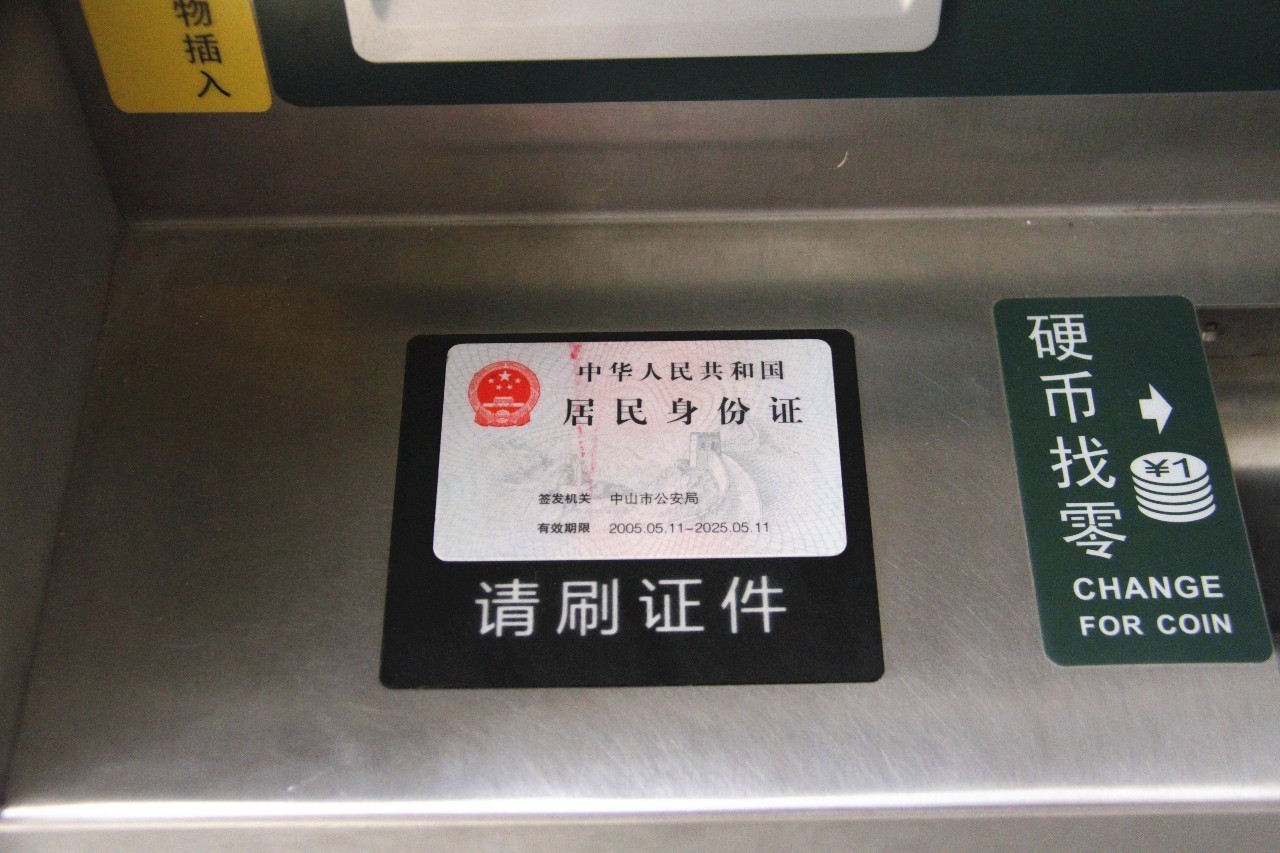 物插入
中华人民共和国
居民身份证
签发机关 中山市公安局
有效期限 2005.05.11-2025.05.11
请刷证件
硬币找零
¥1
CHANGE
FOR COIN